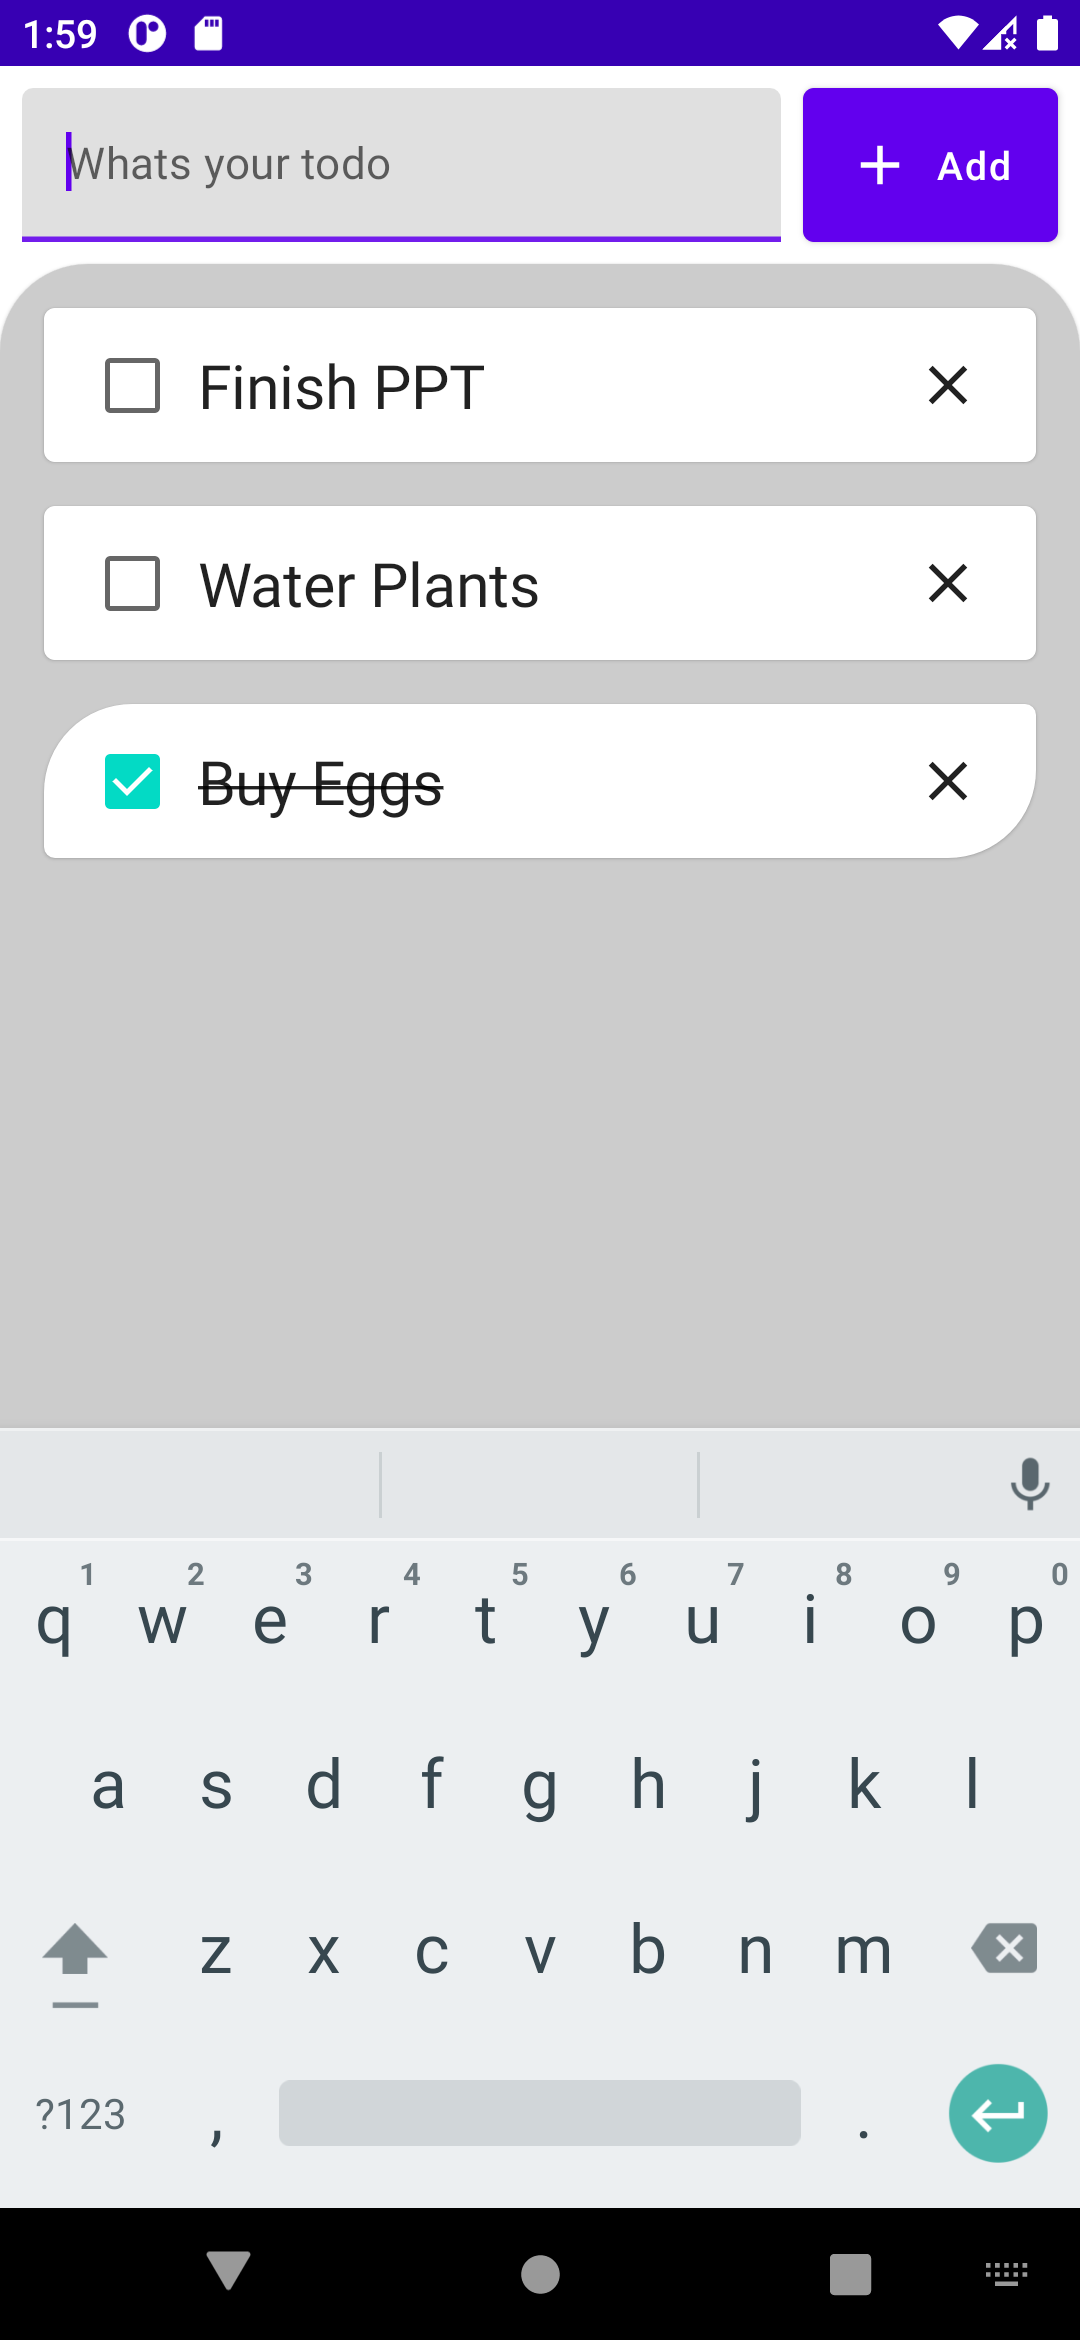 1:59
Whats your todo
Add
Finish PPT
Water Plants
Buy Eggs
1 2 3 4 5 6 7 8 9 0
q w e r t y u i o p
a s d f g h j k l
z x c v b n m
?123 , .